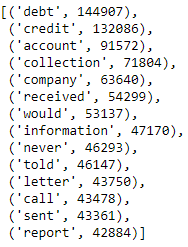 [('debt', 144907),
('credit', 132086),
('account', 91572),
('collection', 71804),
('company', 63640),
('received', 54299),
('would', 53137),
('information', 47170),
('never', 46293),
('told', 46147),
('letter', 43750),
('call', 43478),
('sent', 43361),
('report', 42884)]